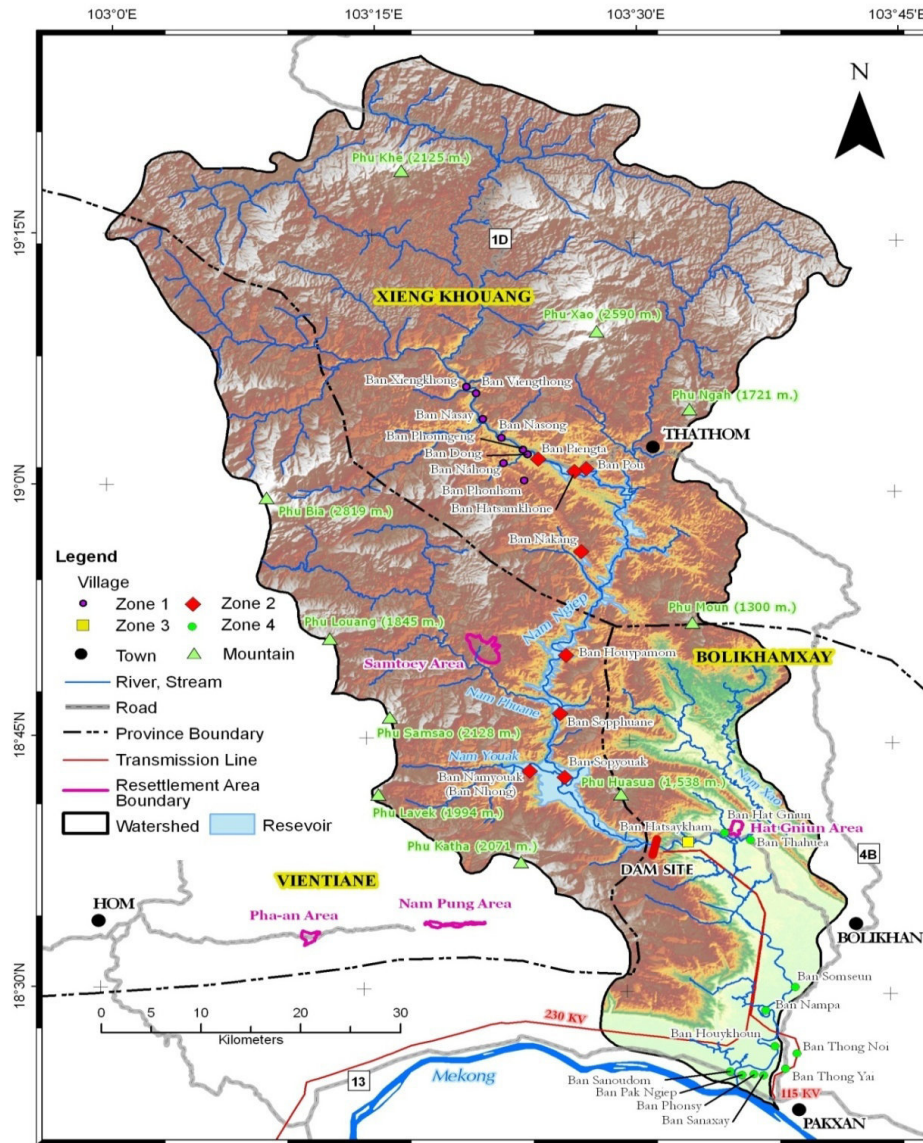 103°0'E
103°15'E
103°30'E
103°45'E
N
Phu Khe (2125 m.)
19°15'N
1D
XIENG KHOUANG
Phu Xao (2590 m.)
Ban Xiengkhong
Ban Viengthong
Phu Ngah (1721 m.)
Ban Nasay
Ban Nasong
THATHOM
Ban Phonngeng
Ban Piengta
Ban Dong
Ban Pou
Ban Nahong
19°0'N
Ban Phonhom
Ban Hatsamkhone
Phu Bia (2819 m.)
Ban Nakang
Legend
Village
Zone 1
Zone 2
Zone 3
Zone 4
Town
Mountain
River, Stream
Road
Province Boundary
Transmission Line
Resettlement Area
Boundary
Watershed
Resevoir
Nam Ngiep
Phu Moun (1300 m.)
Phu Louang (1845 m.)
Samtoey Area
Ban Houypamom
BOLIKHAMXAY
Nam Phuane
Ban Sopphuane
18°45'N
Phu Samsao (2128 m.)
Nam Youak
Ban Sopyouak
Ban Namyouak
(Ban Nhong)
Phu Huasua (1,538 m.)
Nam Xao
Phu Lavek (1994 m.)
Ban Hat Gniun
Ban Hatsaykham
Hat Gniun Area
Ban Thahuea
Phu Katha (2071 m.)
DAM SITE
4B
VIENTIANE
HOM
Pha-an Area
Nam Pung Area
BOLIKHAN
18°30'N
Ban Somseun
Ban Nampa
0
10
20
30
Kilometers
230 KV
Ban Houykhoun
Ban Thong Noi
Ban Thong Yai
13
Mekong
Ban Sanoudom
Ban Pak Ngiep
Ban Phonsy
Ban Sanaxay
115 KV
PAKXAN